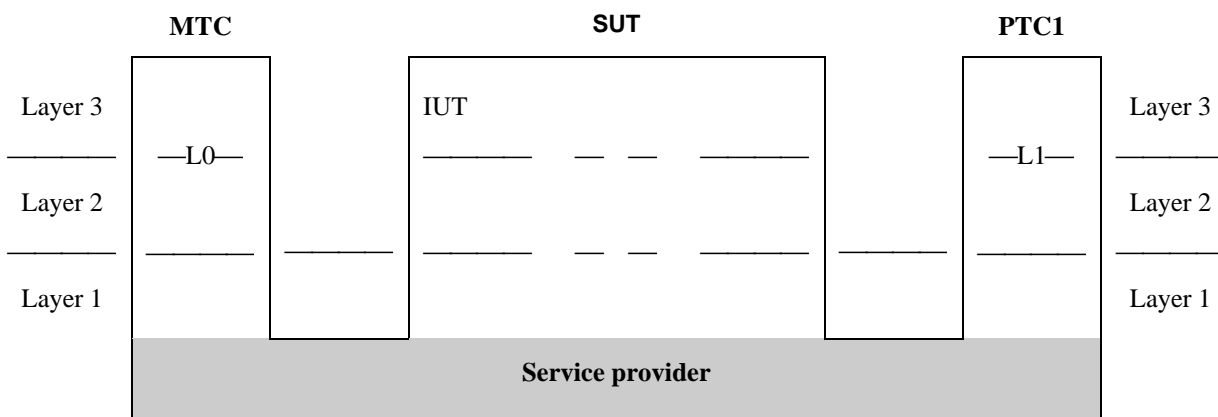 MTC SUT PTC1
Layer 3 IUT Layer 3
L0 L1
Layer 2 Layer 2
Layer 1 Layer 1
Service provider